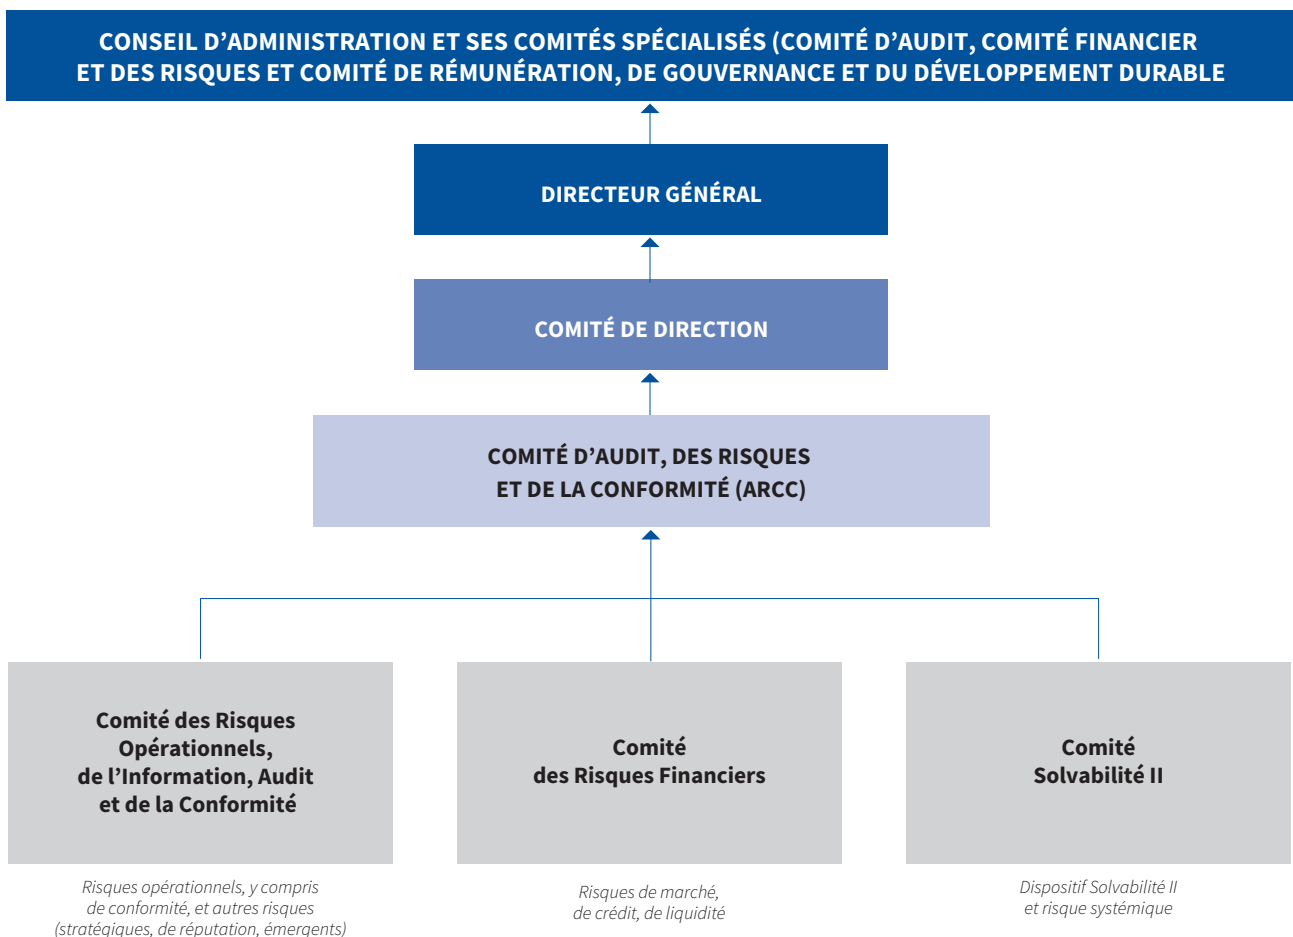 CONSEIL D’ADMINISTRATION ET SES COMITÉS SPÉCIALISÉS (COMITÉ D’AUDIT, COMITÉ FINANCIER
ET DES RISQUES ET COMITÉ DE RÉMUNÉRATION, DE GOUVERNANCE ET DU DÉVELOPPEMENT DURABLE
DIRECTEUR GÉNÉRAL
COMITÉ DE DIRECTION
COMITÉ D’AUDIT, DES RISQUES
ET DE LA CONFORMITÉ (ARCC)
Comité des Risques
Opérationnels,
de l’Information, Audit
et de la Conformité
Comité
des Risques Financiers
Comité
Solvabilité II
Risques opérationnels, y compris
de conformité, et autres risques
(stratégiques, de réputation, émergents)
Risques de marché,
de crédit, de liquidité
Dispositif Solvabilité II
et risque systémique